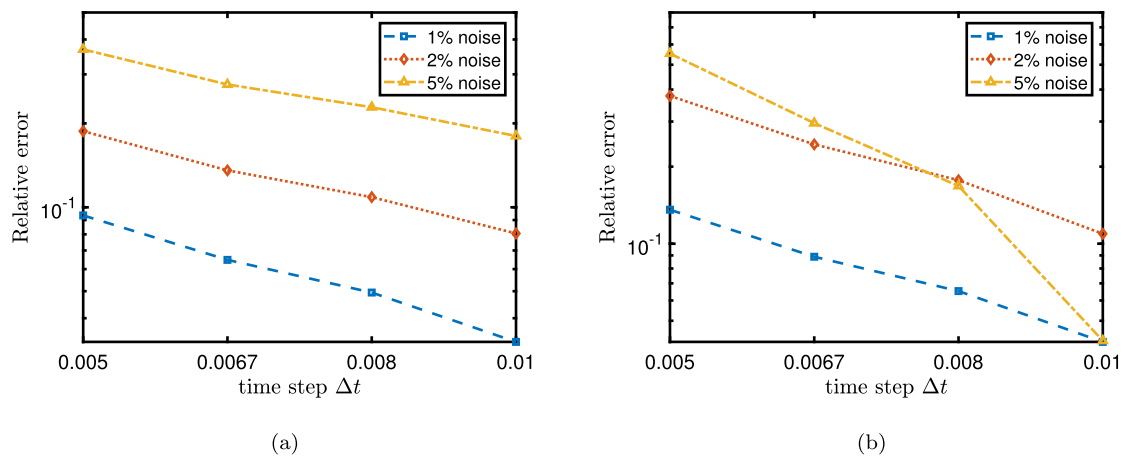 1% noise
2% noise
5% noise
Relative error
10⁻¹
0.005
0.0067
0.008
0.01
time step Δt
(a)
1% noise
2% noise
5% noise
Relative error
10⁻¹
0.005
0.0067
0.008
0.01
time step Δt
(b)